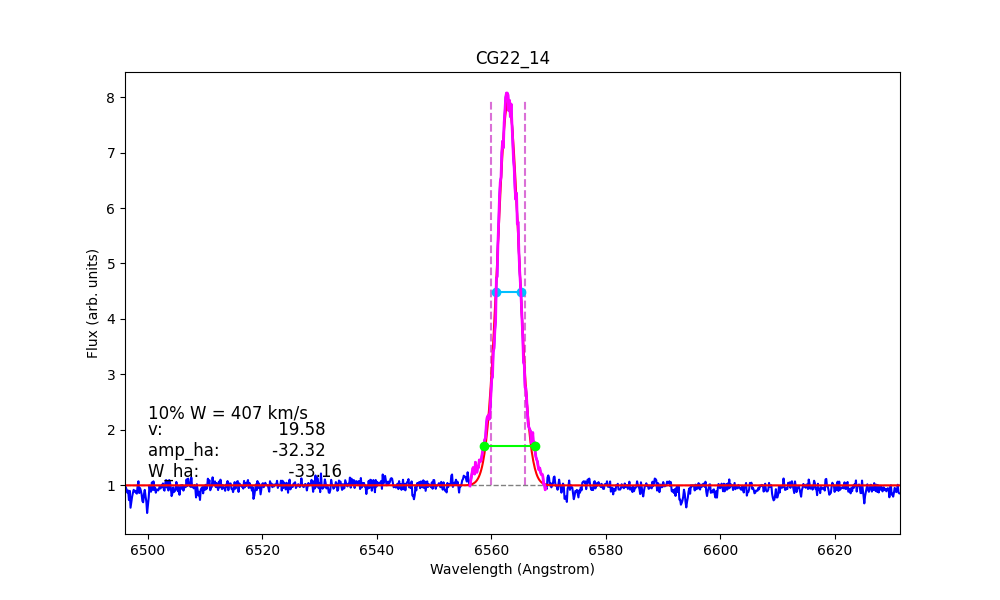 CG22_14
8
7
6
5
4
3
2
1
Flux (arb. units)
10% W = 407 km/s
v: 19.58
amp_ha: -32.32
W_ha: -33.16
6500 6520 6540 6560 6580 6600 6620
Wavelength (Angstrom)